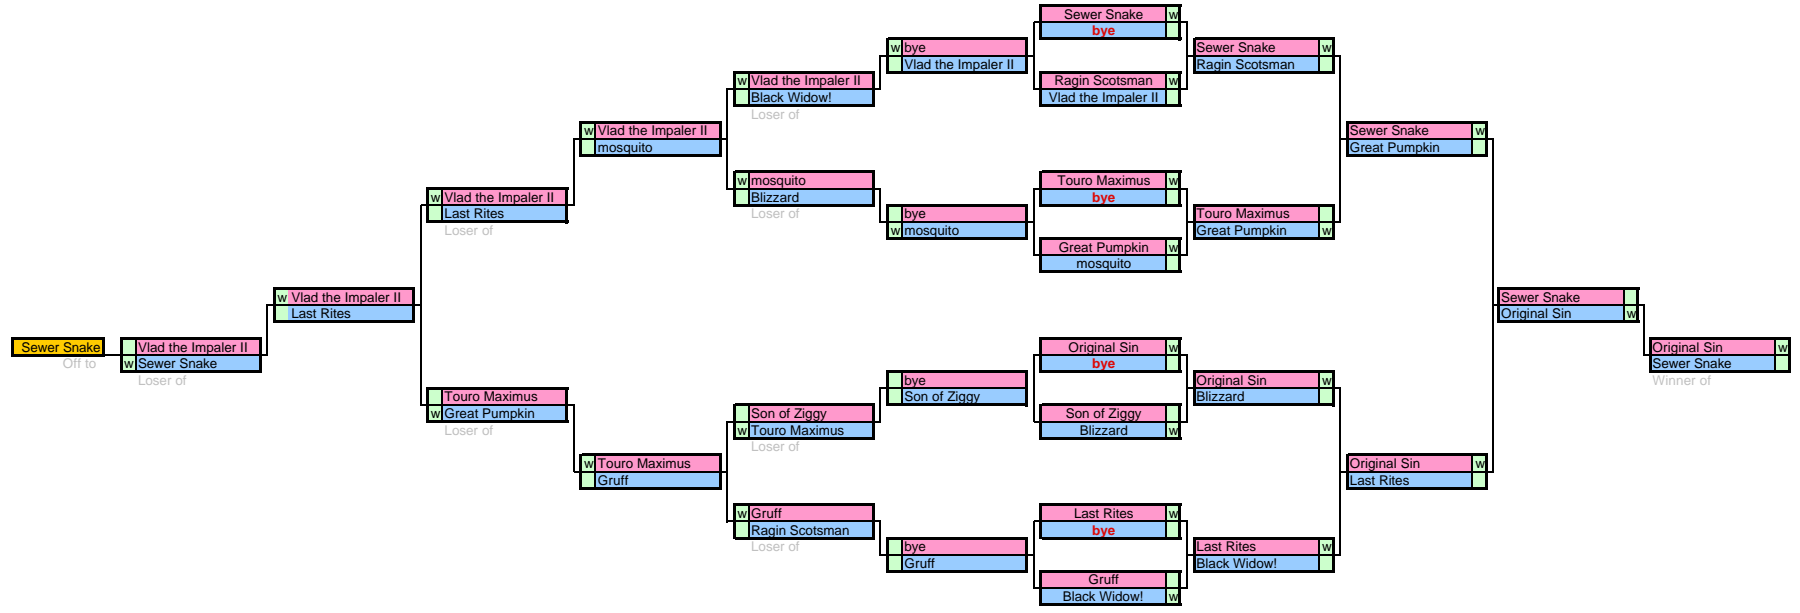 Sewer Snake w
bye
w bye
Vlad the Impaler II
Sewer Snake w
Ragin Scotsman
w Vlad the Impaler II
Black Widow!
Loser of
Ragin Scotsman w
Vlad the Impaler II
w Vlad the Impaler II
mosquito
Sewer Snake w
Great Pumpkin
w Vlad the Impaler II
Last Rites
Loser of
w mosquito
Blizzard
Loser of
Touro Maximus w
bye
bye
w mosquito
Touro Maximus
Great Pumpkin w
Great Pumpkin w
mosquito
w Vlad the Impaler II
Last Rites
Sewer Snake
Original Sin w
Sewer Snake
Off to
Vlad the Impaler II
w Sewer Snake
Loser of
Original Sin w
bye
Original Sin w
Sewer Snake
Winner of
bye
Son of Ziggy
Original Sin w
Blizzard
Touro Maximus
w Great Pumpkin
Loser of
Son of Ziggy
w Touro Maximus
Loser of
Son of Ziggy
Blizzard w
w Touro Maximus
Gruff
Original Sin w
Last Rites
w Gruff
Ragin Scotsman
Loser of
Last Rites w
bye
bye
Gruff
Last Rites w
Black Widow!
Gruff
Black Widow! w